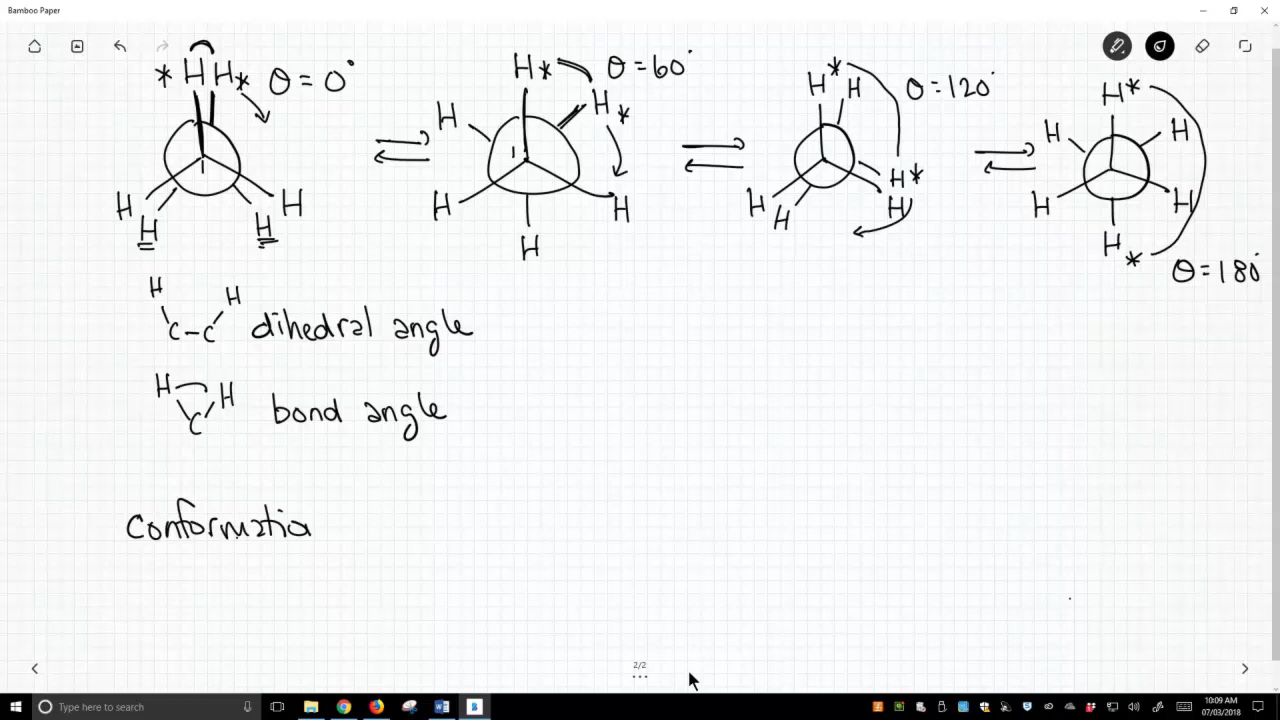 Bamboo Paper
* H H * θ = 0°
H H H H
H * θ = 60°
H H *
H H
H
H * H θ = 120°
H * H
H H
H *
H H
H H
H *
θ = 180°
H H
C - C dihedral angle
H H
C bond angle
conformatio
2/2
Type here to search
10:09 AM
07/03/2018